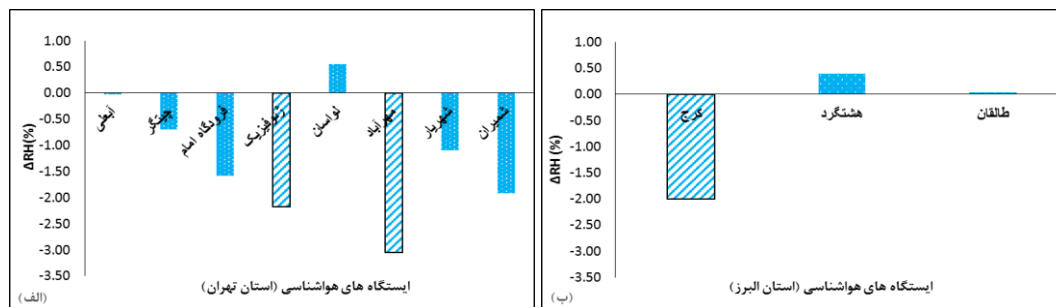 1.00
0.50
0.00
-0.50
-1.00
-1.50
-2.00
-2.50
-3.00
-3.50
ΔRH(%)
آبعلی
چیتگر
فرودگاه امام
ژئوفیزیک
لواسان
مهرآباد
شهریار
شمیران
ایستگاه های هواشناسی (استان تهران)
(الف)
1.00
0.50
0.00
-0.50
-1.00
-1.50
-2.00
-2.50
-3.00
-3.50
ΔRH (%)
کرج
هشتگرد
طالقان
ایستگاه های هواشناسی (استان البرز)
(ب)